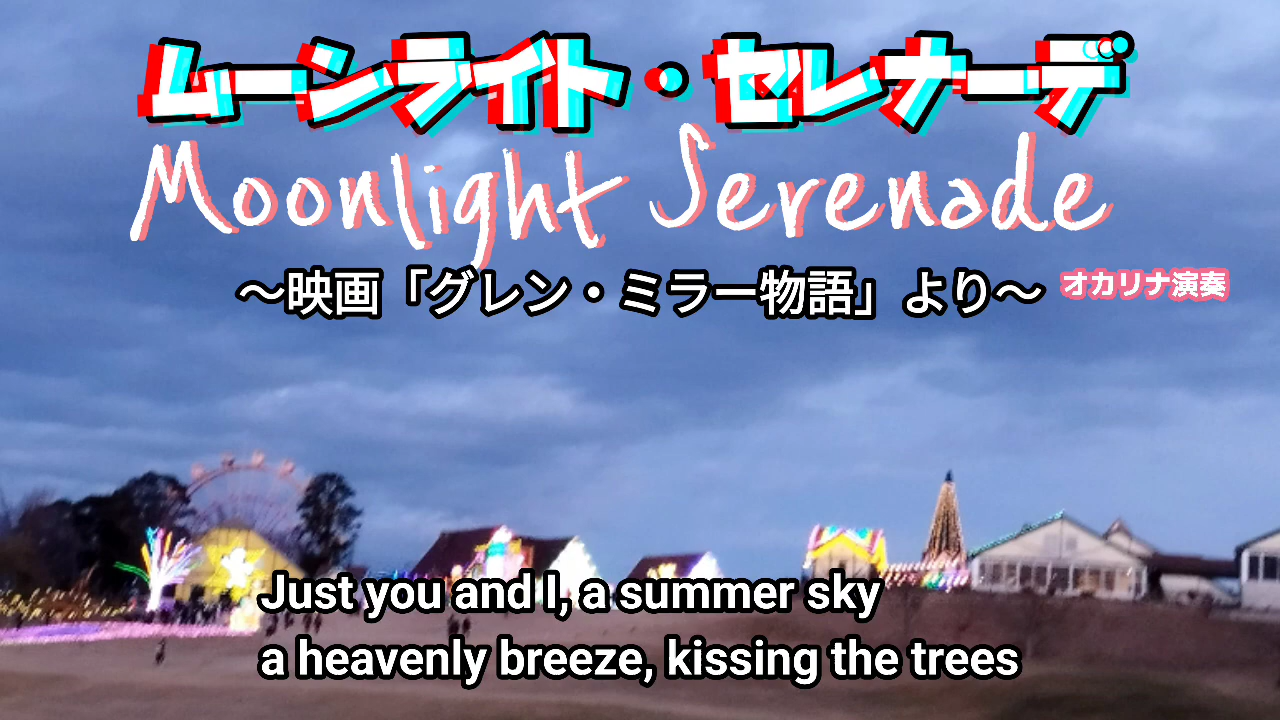 ムーンライト・セレナーデ
Moonlight Serenade
～映画「グレン・ミラー物語」より～ オカリナ演奏
Just you and I, a summer sky
a heavenly breeze, kissing the trees